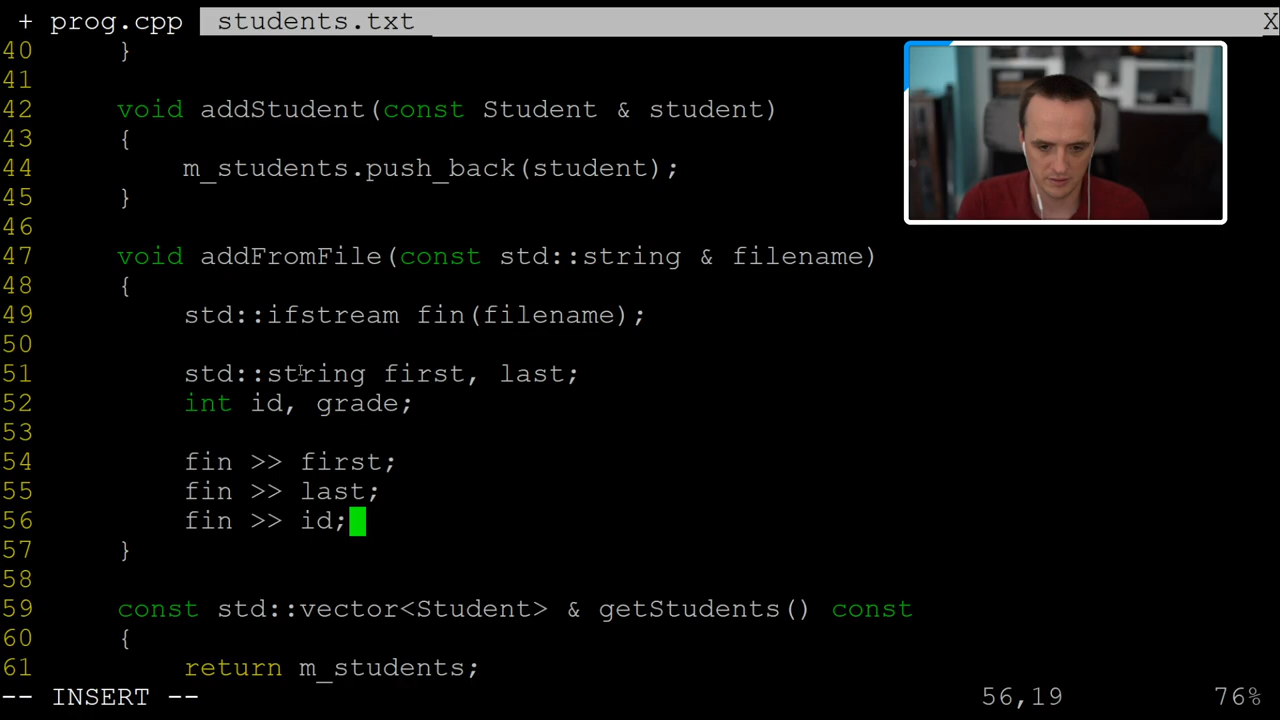 + prog.cpp students.txt X
40 }
41
42 void addStudent(const Student & student)
43 {
44 m_students.push_back(student);
45 }
46
47 void addFromFile(const std::string & filename)
48 {
49 std::ifstream fin(filename);
50
51 std::string first, last;
52 int id, grade;
53
54 fin >> first;
55 fin >> last;
56 fin >> id;
57 }
58
59 const std::vector<Student> & getStudents() const
60 {
61 return m_students;
-- INSERT -- 56,19 76%